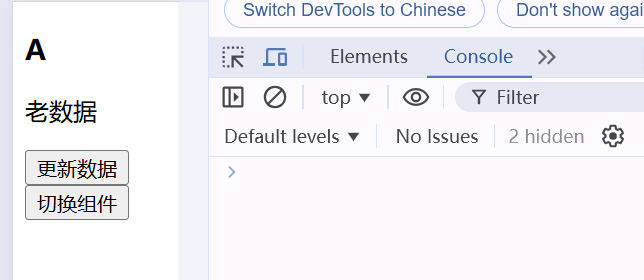 A
老数据
更新数据
切换组件
Switch DevTools to Chinese
Don't show agai
Elements
Console
top
Filter
Default levels
No Issues
2 hidden